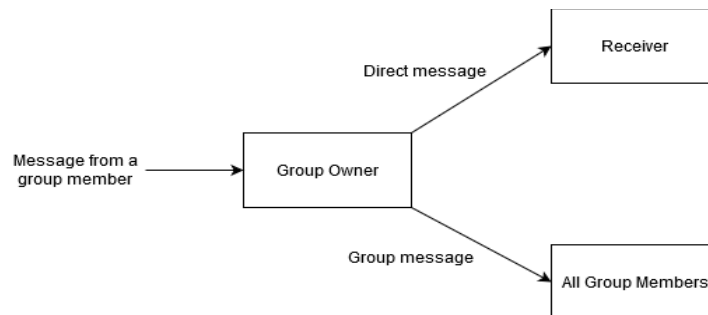 Receiver
Direct message
Message from a
group member
Group Owner
Group message
All Group Members